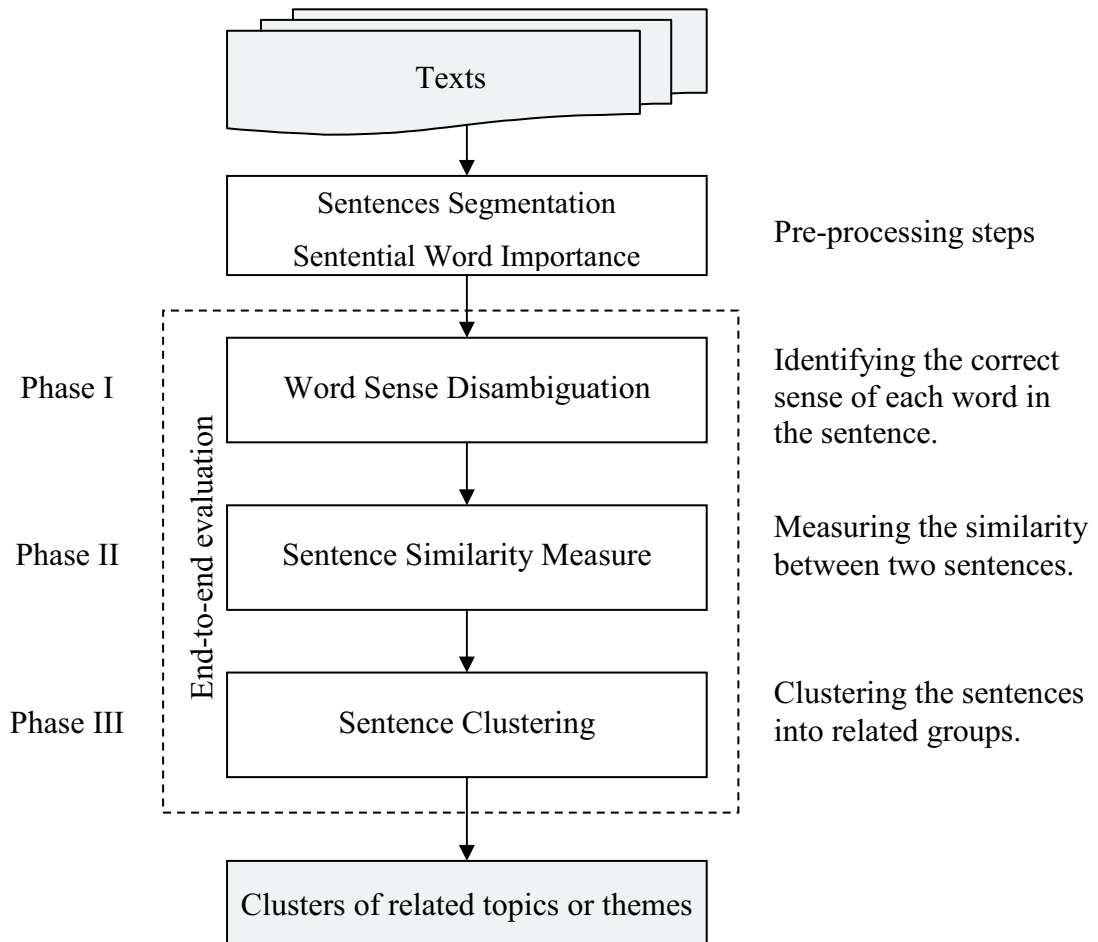 Texts
Sentences Segmentation
Sentential Word Importance
Pre-processing steps
Phase I
Word Sense Disambiguation
Identifying the correct
sense of each word in
the sentence.
End-to-end evaluation
Phase II
Sentence Similarity Measure
Measuring the similarity
between two sentences.
Phase III
Sentence Clustering
Clustering the sentences
into related groups.
Clusters of related topics or themes